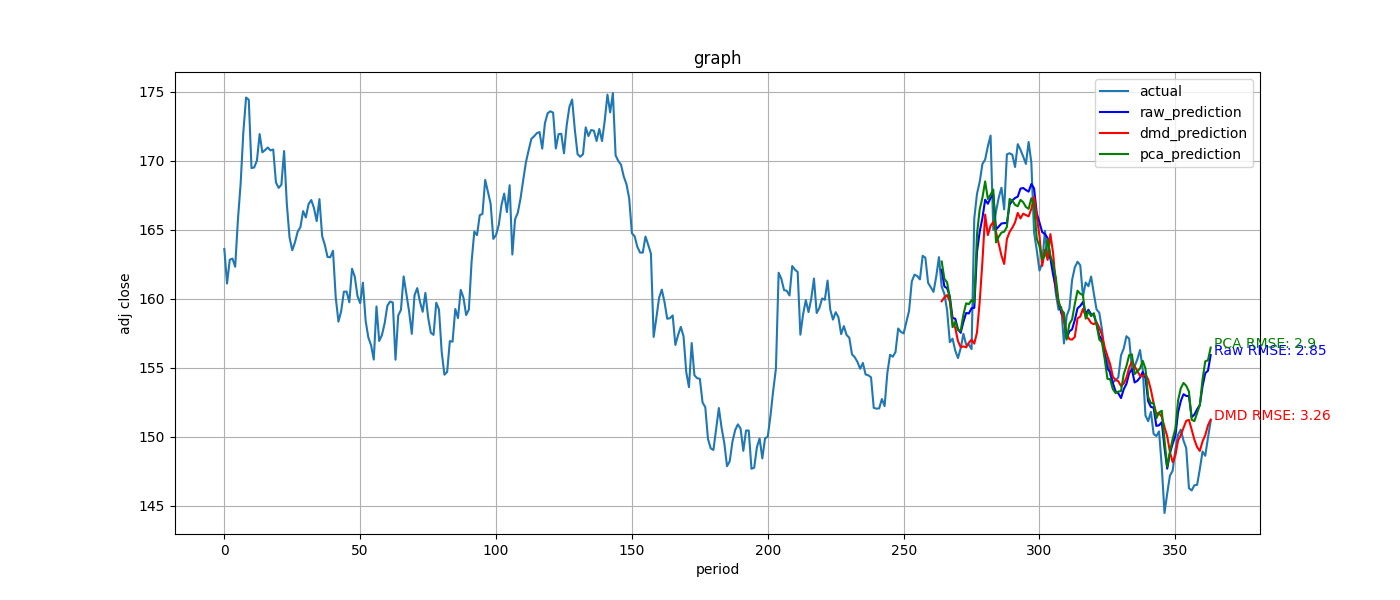 graph
175
170
165
160
155
150
145
adj close
actual
raw_prediction
dmd_prediction
pca_prediction
PCA RMSE: 2.9
Raw RMSE: 2.85
DMD RMSE: 3.26
0
50
100
150
200
250
300
350
period